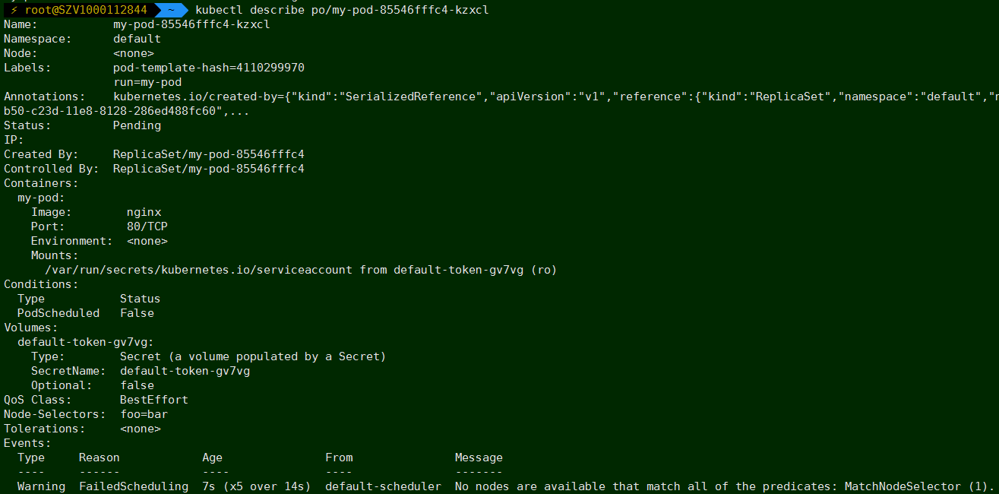 ⚡ root@SZV1000112844 ~ kubectl describe po/my-pod-85546fffc4-kzxcl
Name: my-pod-85546fffc4-kzxcl
Namespace: default
Node: <none>
Labels: pod-template-hash=4110299970
run=my-pod
Annotations: kubernetes.io/created-by={"kind":"SerializedReference","apiVersion":"v1","reference":{"kind":"ReplicaSet","namespace":"default","n
b50-c23d-11e8-8128-286ed488fc60",...
Status: Pending
IP:
Created By: ReplicaSet/my-pod-85546fffc4
Controlled By: ReplicaSet/my-pod-85546fffc4
Containers:
my-pod:
Image: nginx
Port: 80/TCP
Environment: <none>
Mounts:
/var/run/secrets/kubernetes.io/serviceaccount from default-token-gv7vg (ro)
Conditions:
Type Status
PodScheduled False
Volumes:
default-token-gv7vg:
Type: Secret (a volume populated by a Secret)
SecretName: default-token-gv7vg
Optional: false
QoS Class: BestEffort
Node-Selectors: foo=bar
Tolerations: <none>
Events:
Type Reason Age From Message
---- ------ ---- ---- -------
Warning FailedScheduling 7s (x5 over 14s) default-scheduler No nodes are available that match all of the predicates: MatchNodeSelector (1).